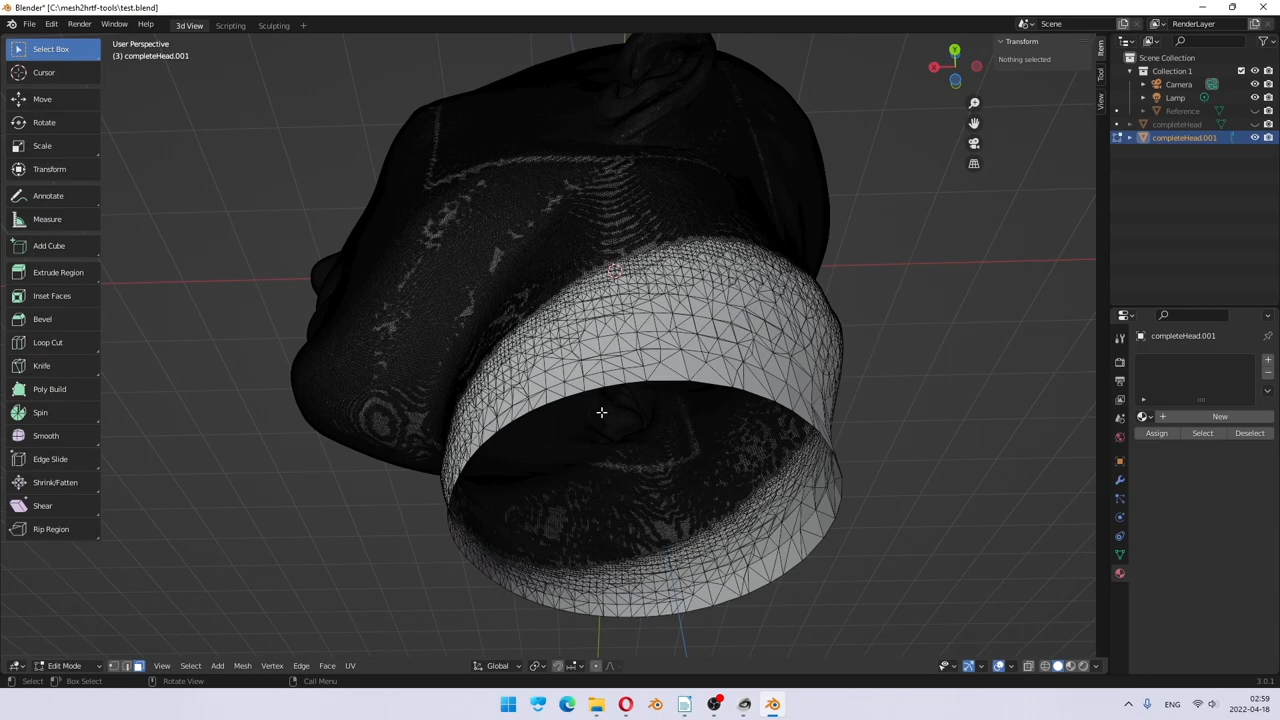 Blender* [C:\mesh2hrtf-tools\test.blend]
File Edit Render Window Help 3d View Scripting Sculpting Scene RenderLayer
Select Box
Cursor
Move
Rotate
Scale
Transform
Annotate
Measure
Add Cube
Extrude Region
Inset Faces
Bevel
Loop Cut
Knife
Poly Build
Spin
Smooth
Edge Slide
Shrink/Fatten
Shear
Rip Region
User Perspective
(3) completeHead.001
Y
X
Transform
Nothing selected
Item
Tool
View
Scene Collection
Collection 1
Camera
Lamp
Reference
completeHead
completeHead.001
completeHead.001
New
Assign Select Deselect
Edit Mode View Select Add Mesh Vertex Edge Face UV Global
Select Box Select Rotate View Call Menu 3.0.1
ENG
02:59
2022-04-18